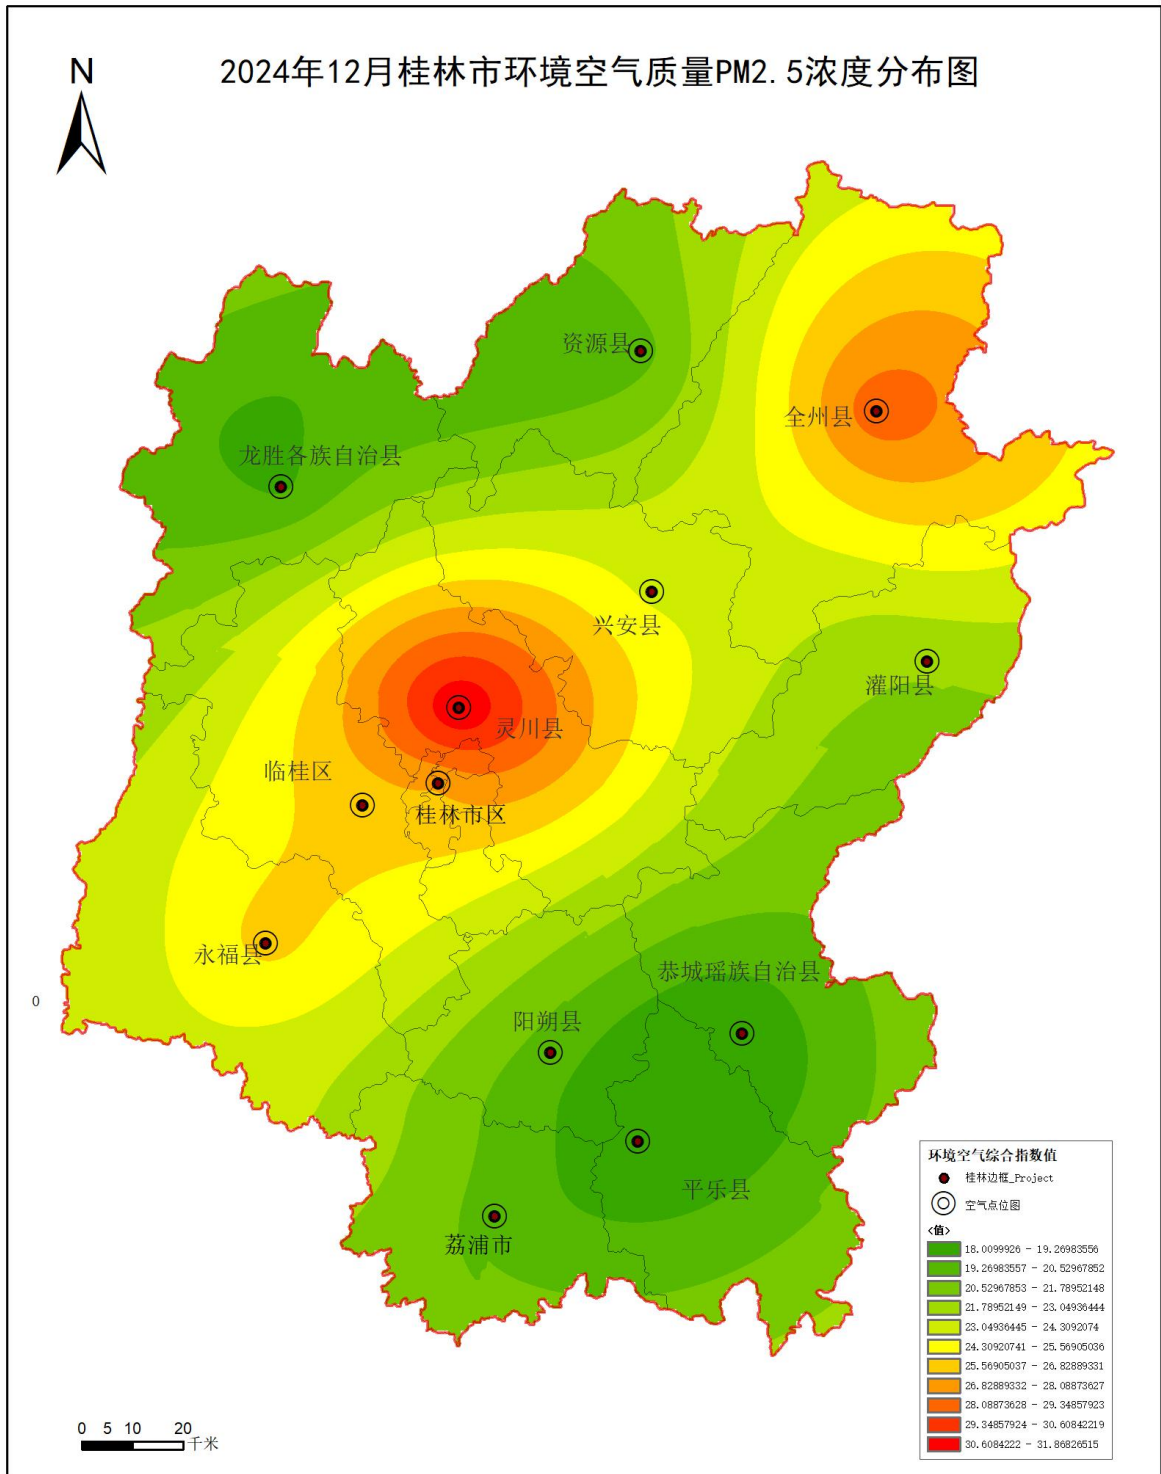 2024年12月桂林市环境空气质量PM2.5浓度分布图
N
资源县
全州县
龙胜各族自治县
兴安县
灌阳县
灵川县
临桂区
桂林市区
永福县
恭城瑶族自治县
0
阳朔县
平乐县
荔浦市
环境空气综合指数值
桂林边框_Project
空气点位图
<值>
18.0099926 - 19.26983556
19.26983557 - 20.52967852
20.52967853 - 21.78952148
21.78952149 - 23.04936444
23.04936445 - 24.3092074
24.30920741 - 25.56905036
25.56905037 - 26.82889331
26.82889332 - 28.08873627
28.08873628 - 29.34857923
29.34857924 - 30.60842219
30.6084222 - 31.86826515
0 5 10 20
千米